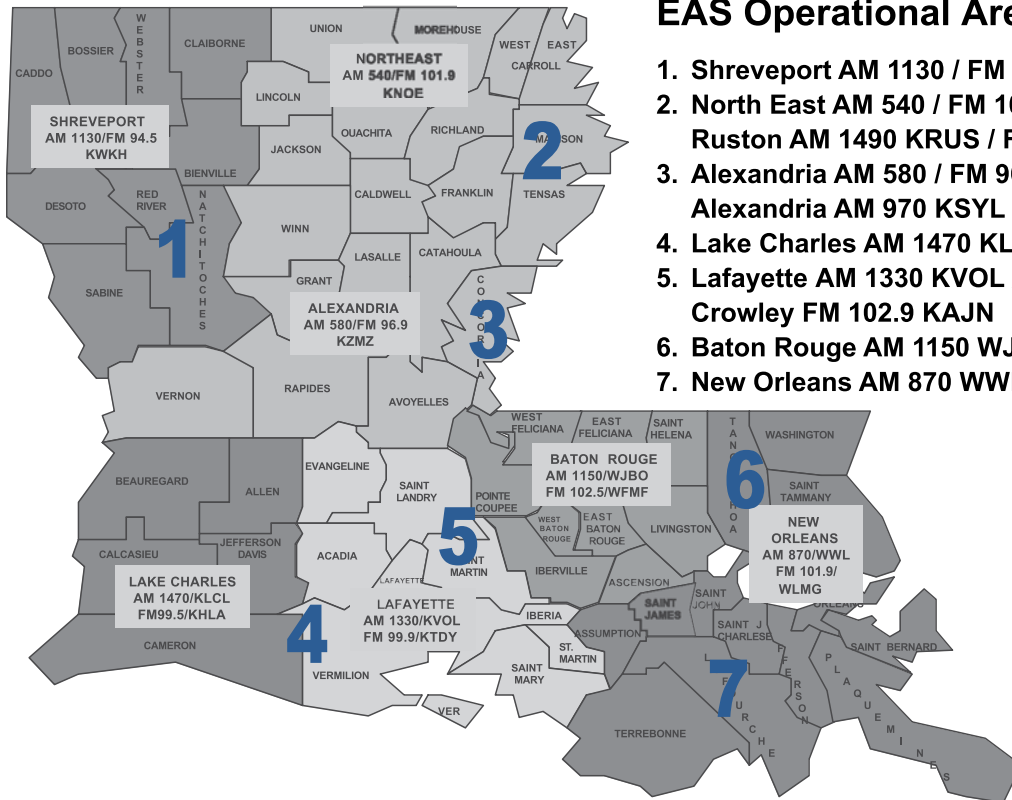 EAS Operational Are
1. Shreveport AM 1130 / FM
2. North East AM 540 / FM 10
Ruston AM 1490 KRUS / F
3. Alexandria AM 580 / FM 96
Alexandria AM 970 KSYL
4. Lake Charles AM 1470 KL
5. Lafayette AM 1330 KVOL
Crowley FM 102.9 KAJN
6. Baton Rouge AM 1150 WJ
7. New Orleans AM 870 WW
CADDO
BOSSIER
WEBSTER
CLAIBORNE
UNION
MOREHOUSE
WEST
EAST
CARROLL
SHREVEPORT
AM 1130/FM 94.5
KWKH
NORTHEAST
AM 540/FM 101.9
KNOE
LINCOLN
OUACHITA
RICHLAND
2
JACKSON
BIENVILLE
DESOTO
RED
RIVER
NATCHITOCHES
CALDWELL
FRANKLIN
TENSAS
1
WINN
LASALLE
CATAHOULA
SABINE
GRANT
ALEXANDRIA
AM 580/FM 96.9
KZMZ
3
VERNON
RAPIDES
AVOYELLES
WEST
FELICIANA
EAST
FELICIANA
SAINT
HELENA
WASHINGTON
BATON ROUGE
AM 1150/WJBO
FM 102.5/WFMF
6
SAINT
TAMMANY
BEAUREGARD
ALLEN
EVANGELINE
SAINT
LANDRY
POINTE
COUPEE
WEST
BATON
ROUGE
EAST
BATON
ROUGE
LIVINGSTON
NEW
ORLEANS
AM 870/WWL
FM 101.9/
WLMG
5
CALCASIEU
JEFFERSON
DAVIS
ACADIA
LAFAYETTE
MARTIN
IBERVILLE
ASCENSION
LAKE CHARLES
AM 1470/KLCL
FM99.5/KHLA
LAFAYETTE
AM 1330/KVOL
FM 99.9/KTDY
IBERIA
SAINT
JAMES
SAINT
JOHN
ORLEANS
4
CAMERON
VERMILION
ASSUMPTION
SAINT J
CHARLESE
SAINT BERNARD
ST.
MARTIN
SAINT
MARY
7
VER
TERREBONNE
PLAQUEMINES